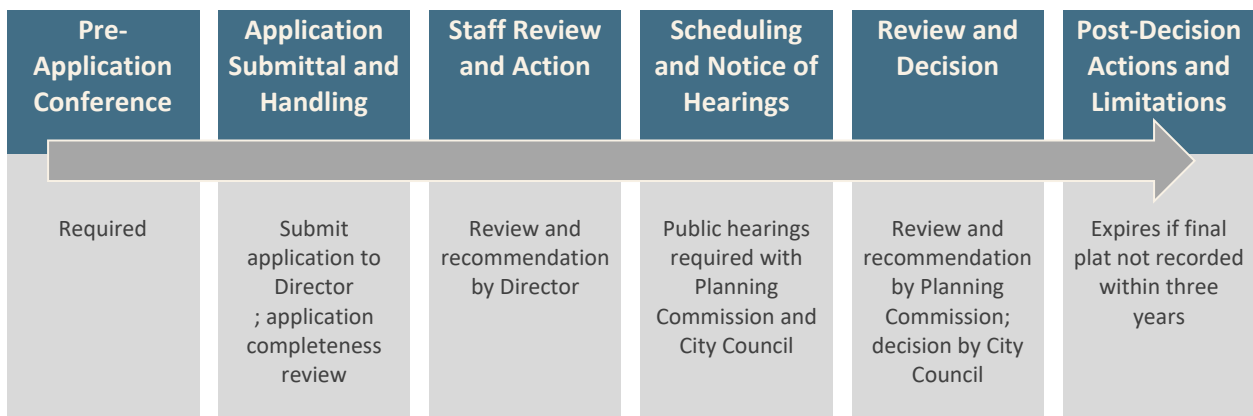 Pre-
Application
Conference
Application
Submittal and
Handling
Staff Review
and Action
Scheduling
and Notice of
Hearings
Review and
Decision
Post-Decision
Actions and
Limitations
Required
Submit
application to
Director
; application
completeness
review
Review and
recommendation
by Director
Public hearings
required with
Planning
Commission and
City Council
Review and
recommendation
by Planning
Commission;
decision by City
Council
Expires if final
plat not recorded
within three
years